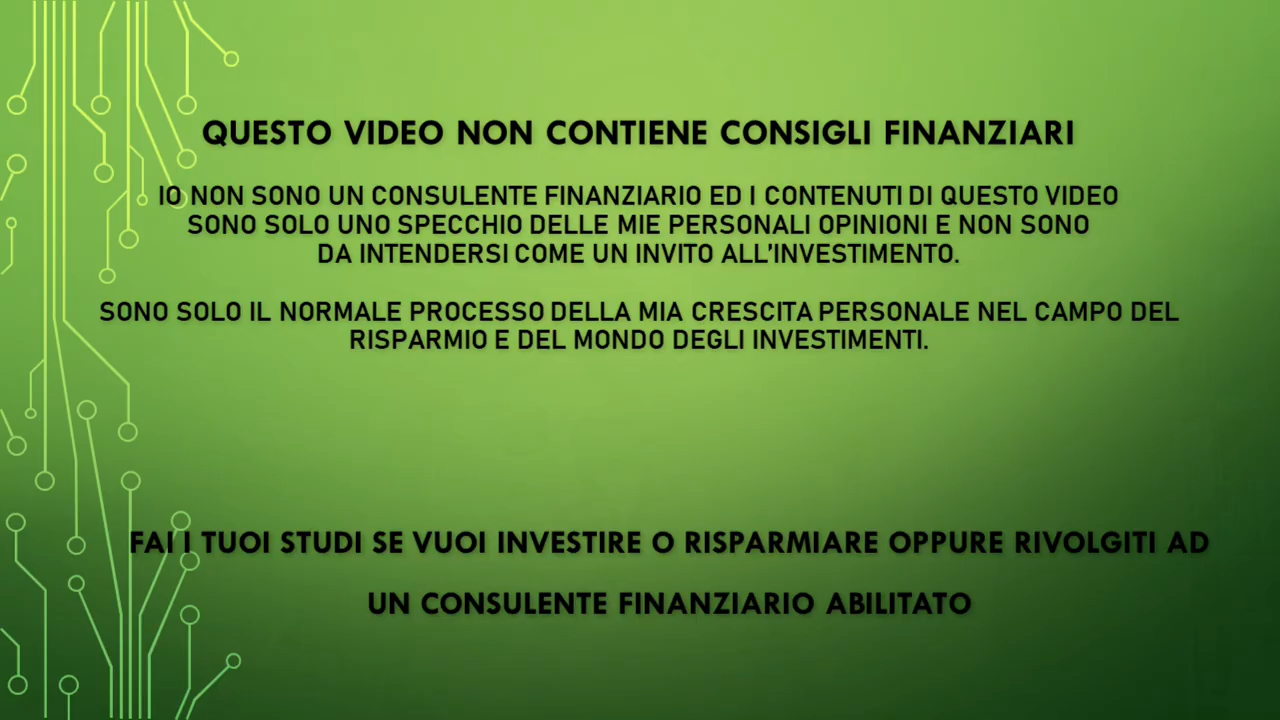 QUESTO VIDEO NON CONTIENE CONSIGLI FINANZIARI
IO NON SONO UN CONSULENTE FINANZIARIO ED I CONTENUTI DI QUESTO VIDEO
SONO SOLO UNO SPECCHIO DELLE MIE PERSONALI OPINIONI E NON SONO
DA INTENDERSI COME UN INVITO ALL'INVESTIMENTO.
SONO SOLO IL NORMALE PROCESSO DELLA MIA CRESCITA PERSONALE NEL CAMPO DEL
RISPARMIO E DEL MONDO DEGLI INVESTIMENTI.
FAI I TUOI STUDI SE VUOI INVESTIRE O RISPARMIARE OPPURE RIVOLGITI AD
UN CONSULENTE FINANZIARIO ABILITATO